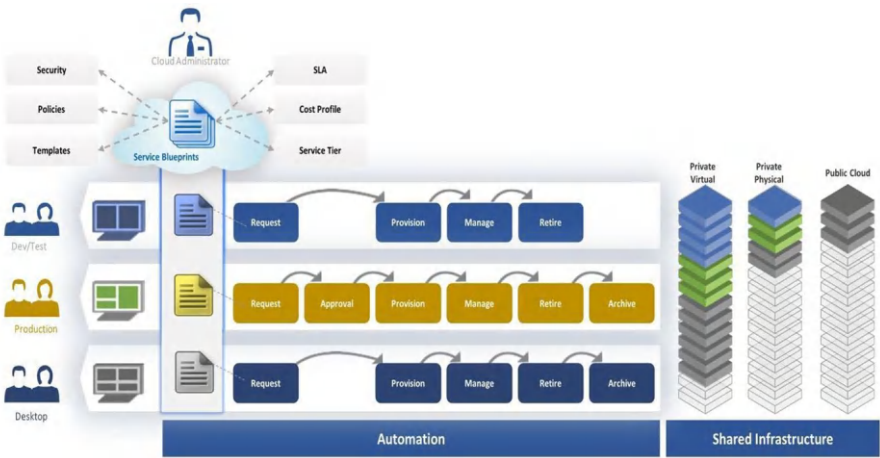 Cloud Administrator
Security
SLA
Policies
Cost Profile
Templates
Service Tier
Service Blueprints
Private
Virtual
Private
Physical
Public Cloud
Dev/Test
Request
Provision
Manage
Retire
Production
Request
Approval
Provision
Manage
Retire
Archive
Desktop
Request
Provision
Manage
Retire
Archive
Automation
Shared Infrastructure